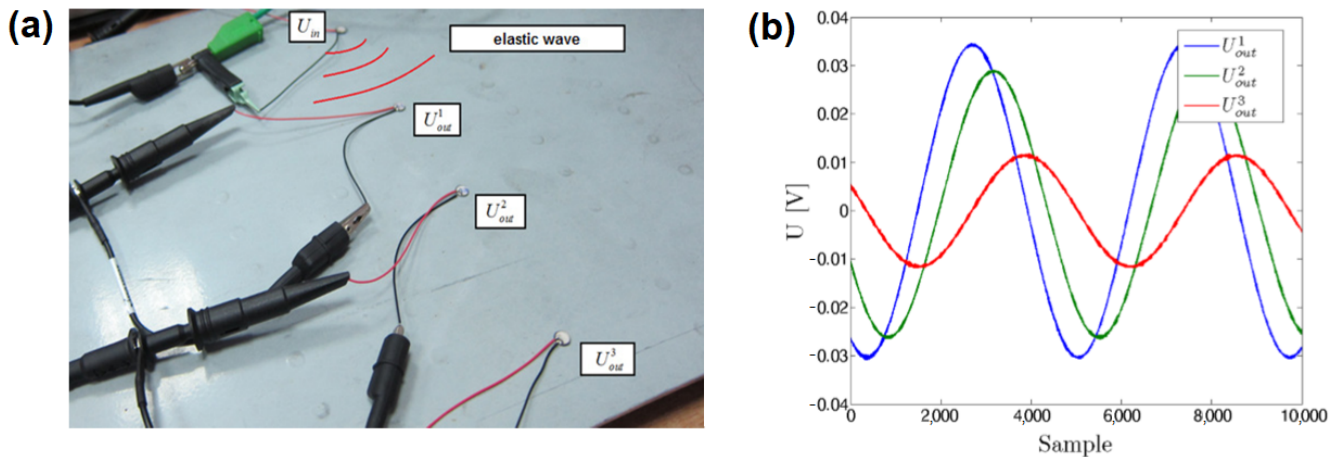 (a)
U_in
elastic wave
U^1_out
U^2_out
U^3_out
(b)
0.04
0.03
0.02
0.01
0
−0.01
−0.02
−0.03
−0.04
U [V]
U^1_out
U^2_out
U^3_out
0
2,000
4,000
6,000
8,000
10,000
Sample